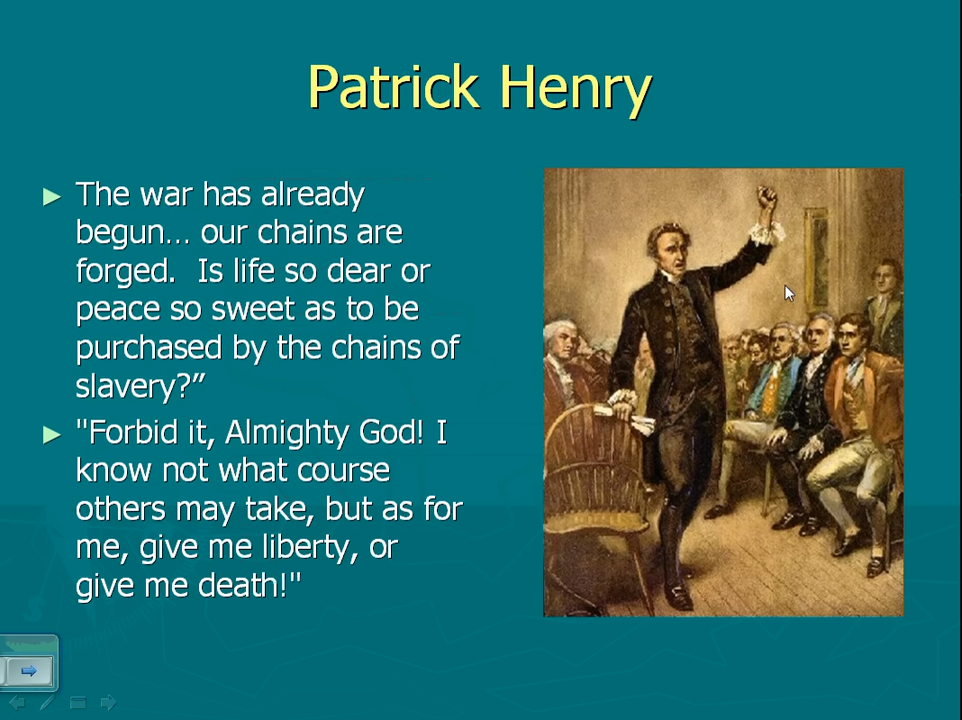 Patrick Henry
► The war has already
begun… our chains are
forged.  Is life so dear or
peace so sweet as to be
purchased by the chains of
slavery?”
► "Forbid it, Almighty God! I
know not what course
others may take, but as for
me, give me liberty, or
give me death!"